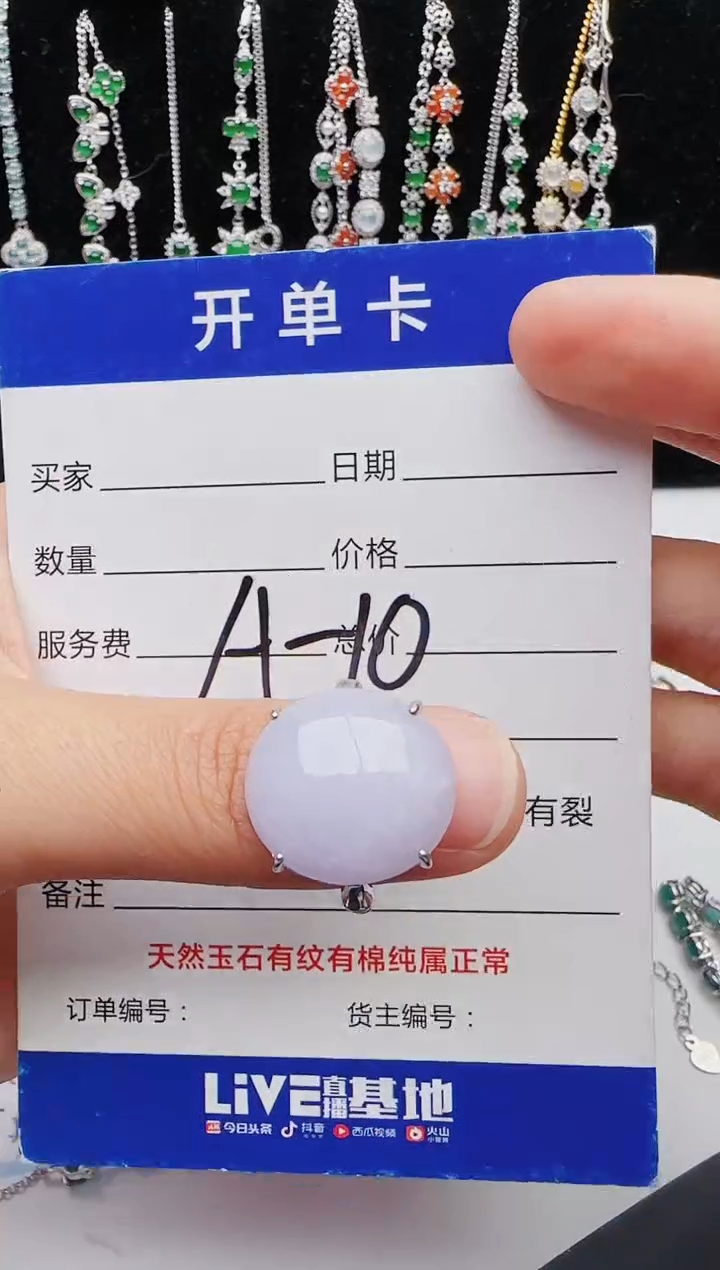 开单卡
买家 日期
数量 价格
服务费 总价
A-10
有裂
备注
天然玉石有纹有棉纯属正常
订单编号： 货主编号：
LiVE直播基地
今日头条 抖音 西瓜视频 火山